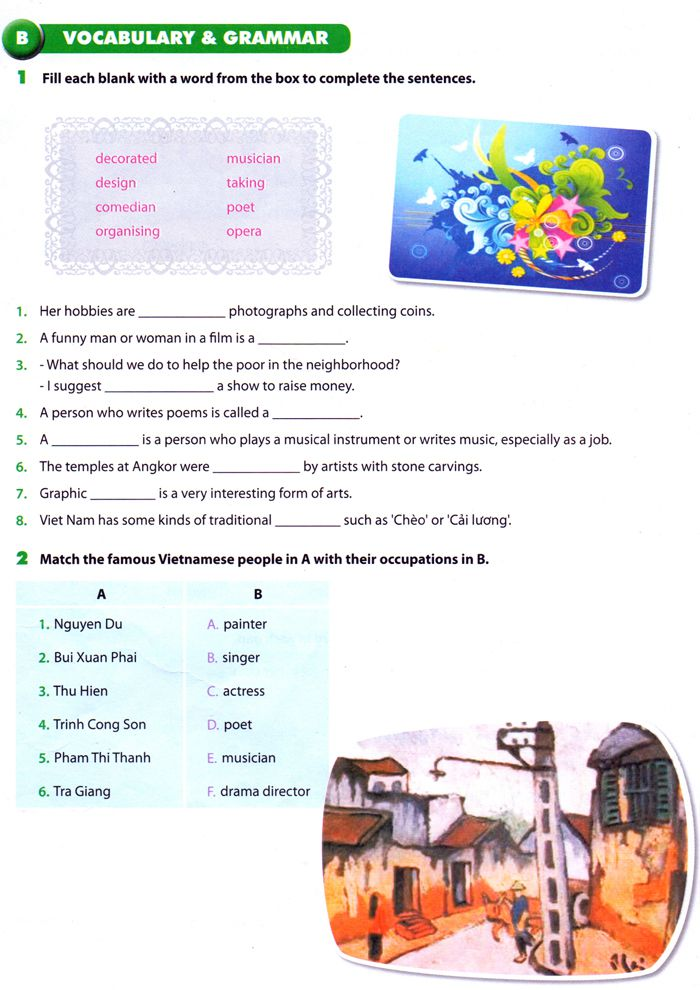 B VOCABULARY & GRAMMAR
1 Fill each blank with a word from the box to complete the sentences.
decorated musician
design taking
comedian poet
organising opera
1. Her hobbies are ____________ photographs and collecting coins.
2. A funny man or woman in a film is a ____________.
3. - What should we do to help the poor in the neighborhood?
- I suggest _______________ a show to raise money.
4. A person who writes poems is called a ____________.
5. A ____________ is a person who plays a musical instrument or writes music, especially as a job.
6. The temples at Angkor were ____________ by artists with stone carvings.
7. Graphic _________ is a very interesting form of arts.
8. Viet Nam has some kinds of traditional _________ such as 'Chèo' or 'Cải lương'.
2 Match the famous Vietnamese people in A with their occupations in B.
A B
1. Nguyen Du A. painter
2. Bui Xuan Phai B. singer
3. Thu Hien C. actress
4. Trinh Cong Son D. poet
5. Pham Thi Thanh E. musician
6. Tra Giang F. drama director